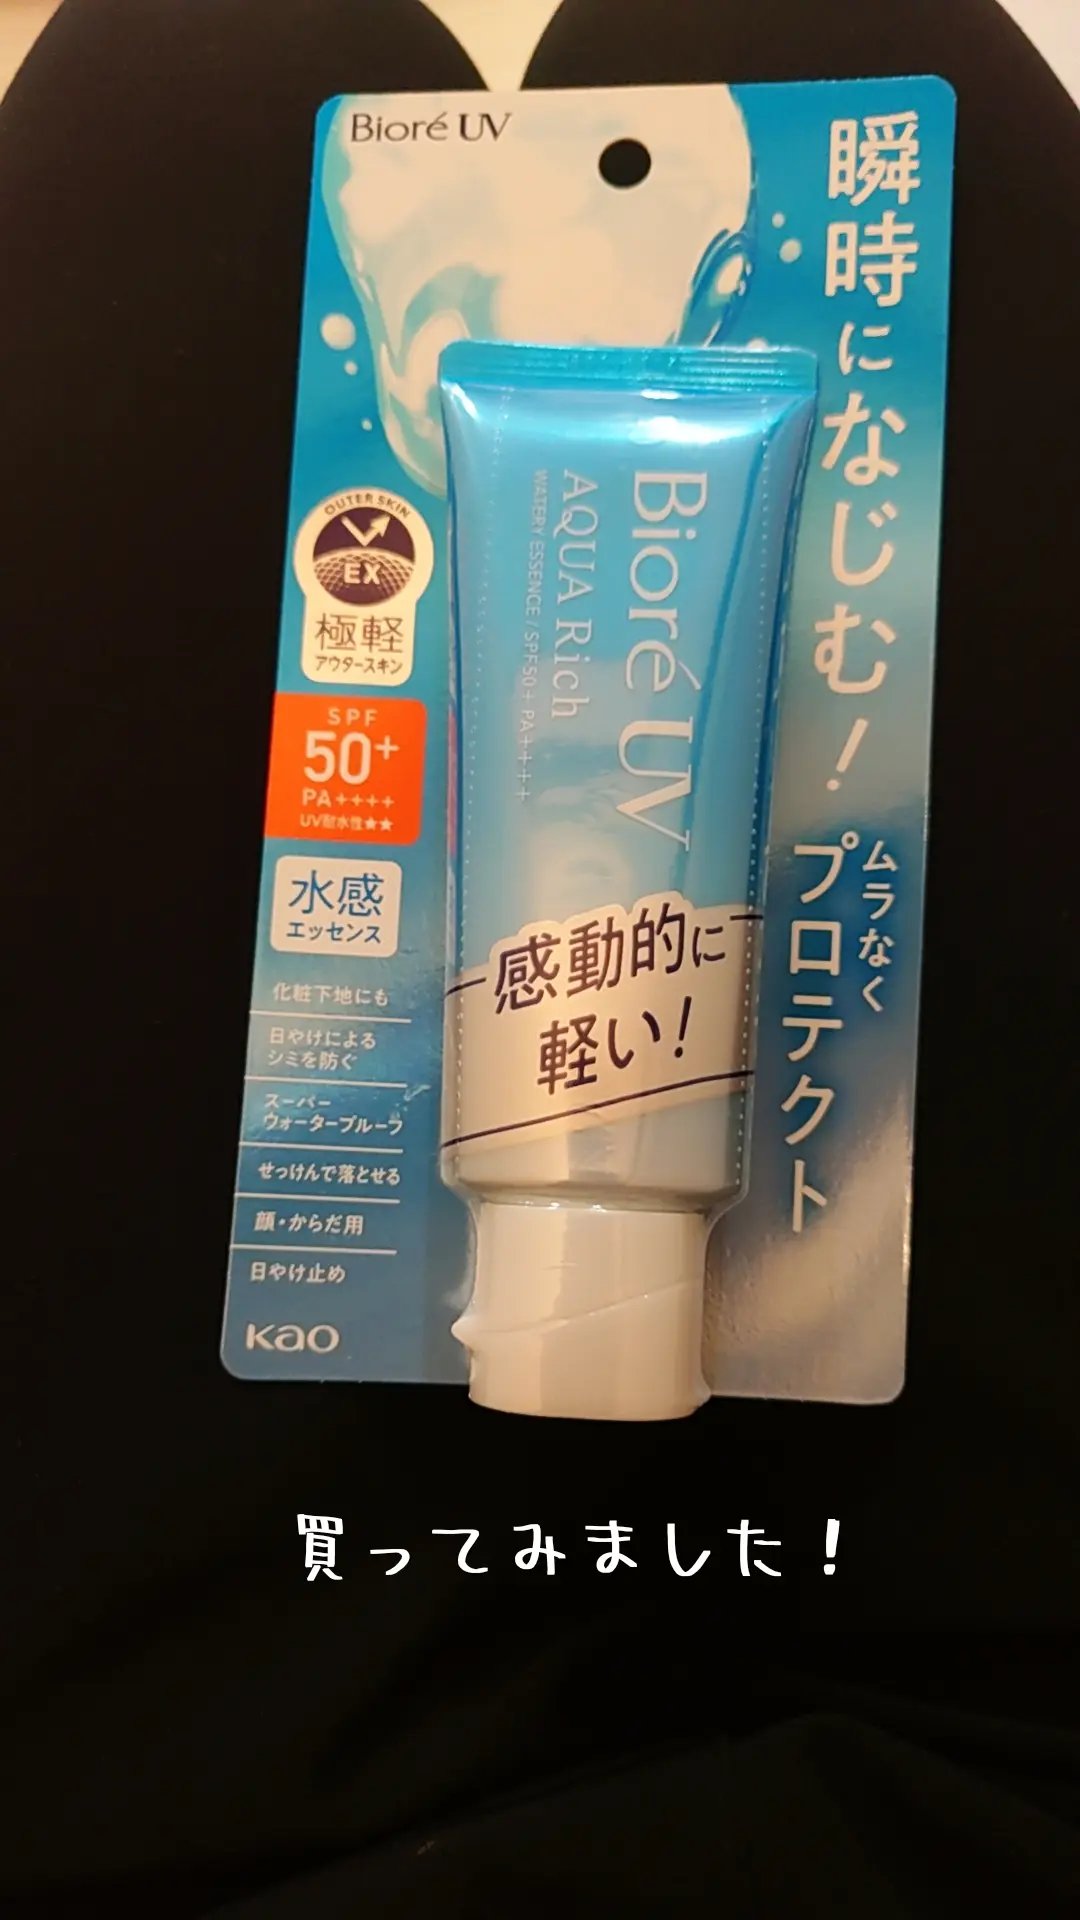 Bioré UV
瞬時になじむ！
ムラなく
プロテクト
OUTER SKIN
EX
極軽
アウタースキン
SPF
50+
PA++++
UV耐水性★★
水感
エッセンス
化粧下地にも
日やけによる
シミを防ぐ
スーパー
ウォータープルーフ
せっけんで落とせる
顔・からだ用
日やけ止め
Kao
Bioré UV
AQUA Rich
WATERY ESSENCE / SPF50+ PA++++
感動的に
軽い！
買ってみました！